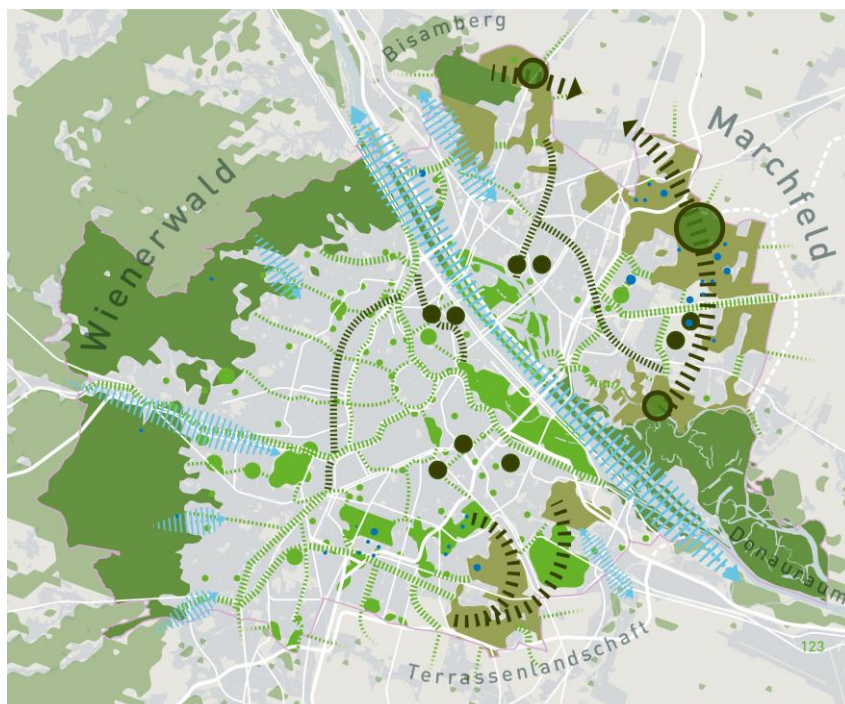 Bisamberg
Marchfeld
Wienerwald
Donauraum
Terrassenlandschaft
123